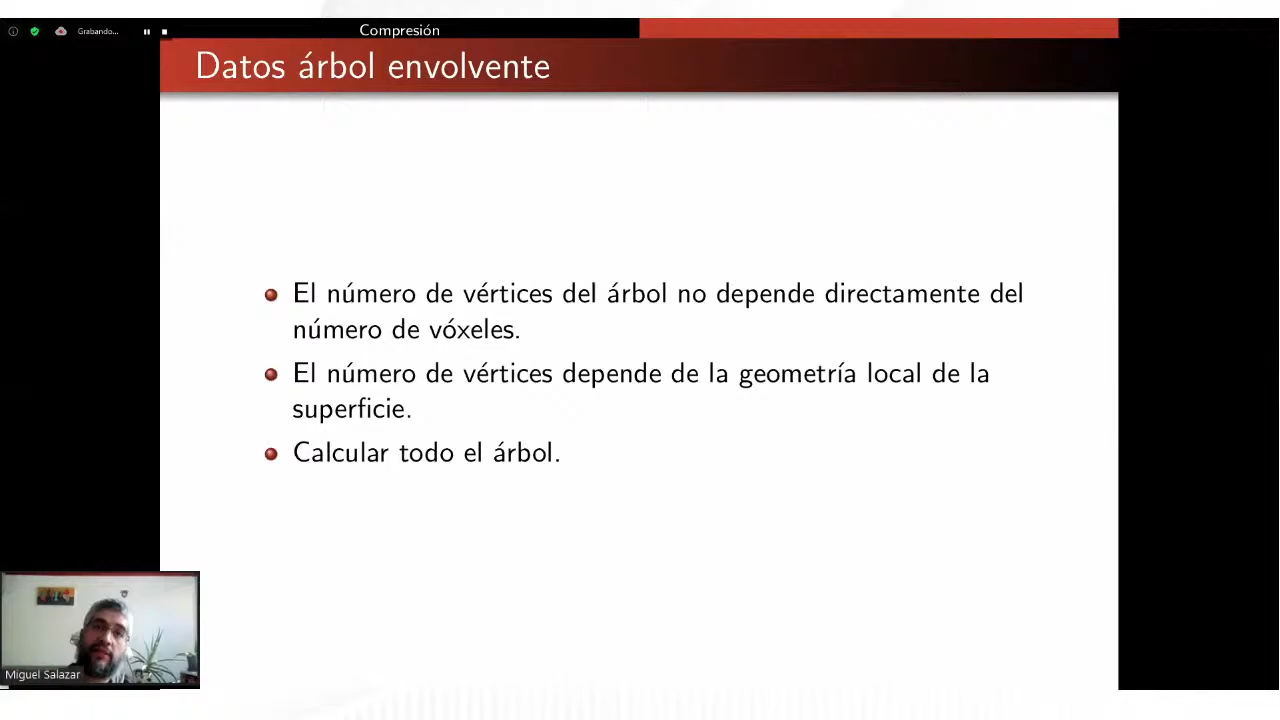 Grabando...
Compresión
Datos árbol envolvente
El número de vértices del árbol no depende directamente del
número de vóxeles.
El número de vértices depende de la geometría local de la
superficie.
Calcular todo el árbol.
Miguel Salazar